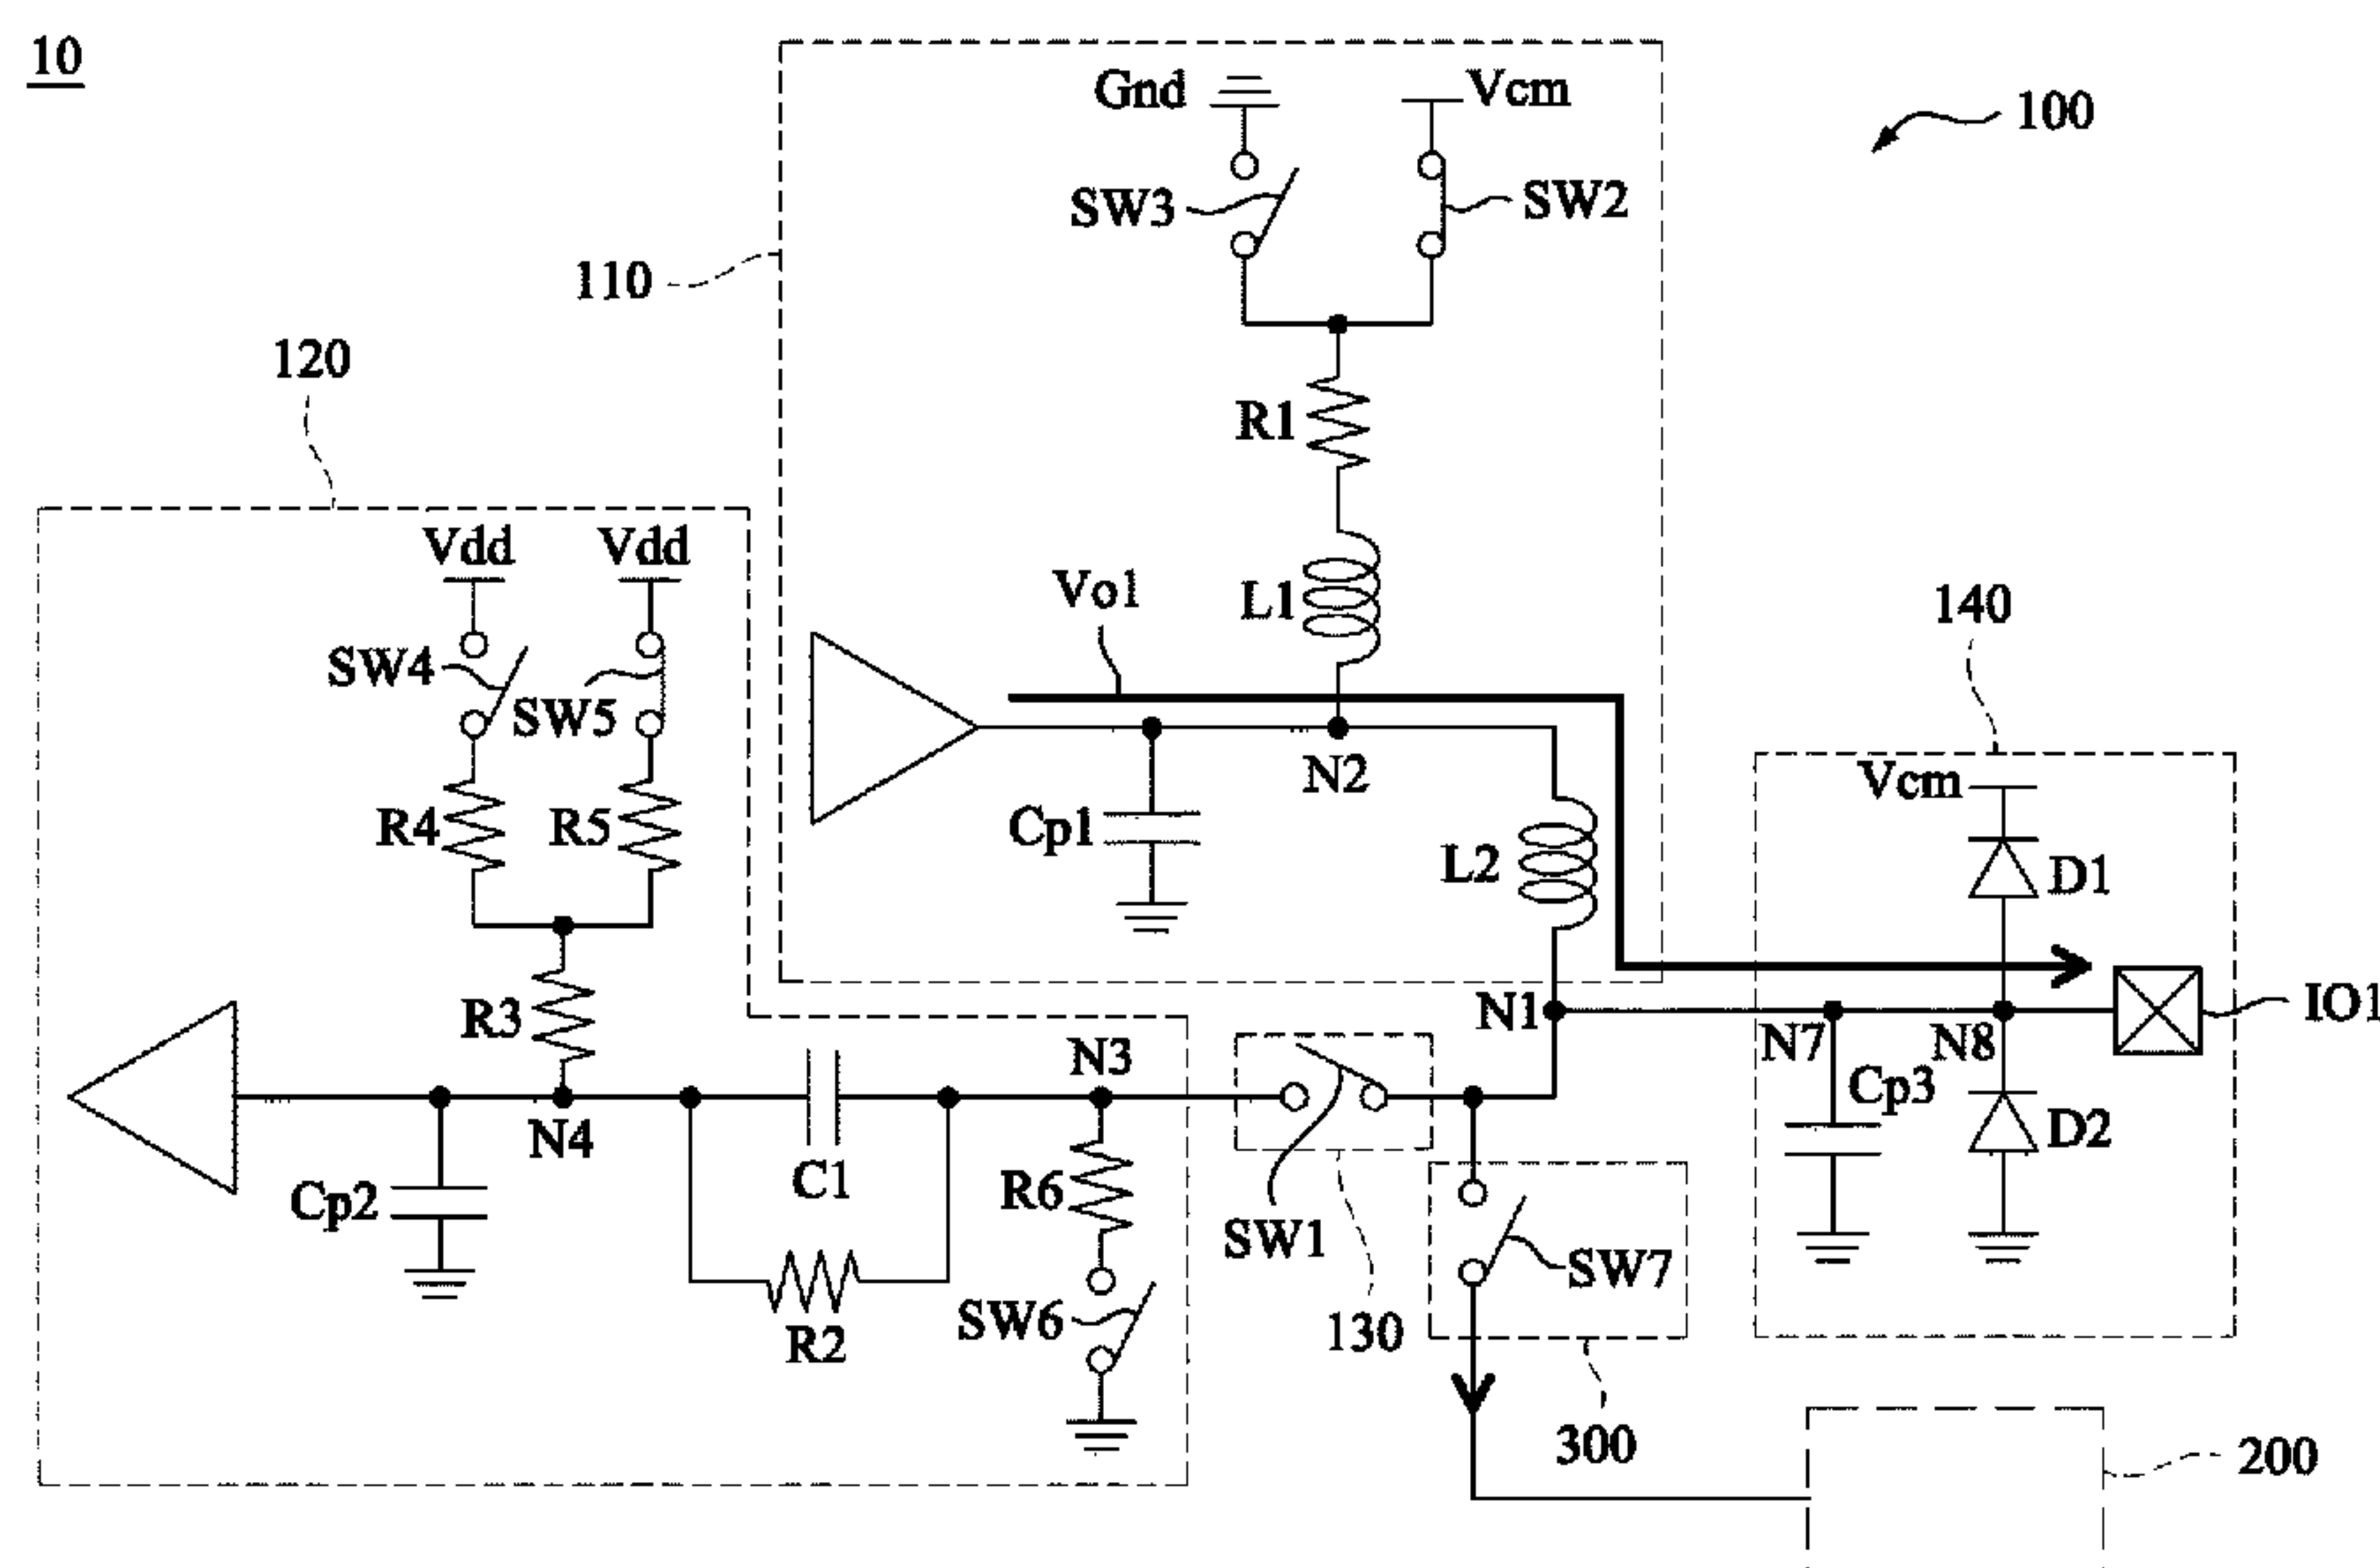 10
Gnd
Vcm
100
SW3
SW2
110
120
R1
Vdd
Vdd
Vo1
L1
140
SW4
SW5
N2
Vcm
R4
R5
Cp1
L2
D1
R3
N1
N7
N8
IO1
N3
Cp3
N4
C1
R6
D2
Cp2
SW1
SW7
SW6
R2
130
300
200